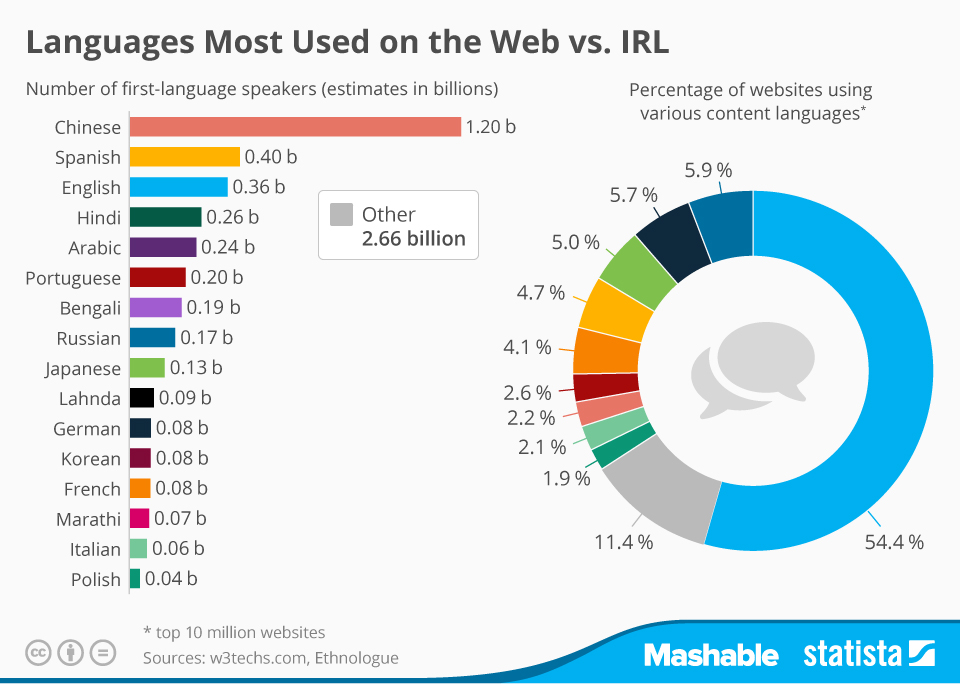 Languages Most Used on the Web vs. IRL
Number of first-language speakers (estimates in billions)
Chinese 1.20 b
Spanish 0.40 b
English 0.36 b
Hindi 0.26 b
Arabic 0.24 b
Portuguese 0.20 b
Bengali 0.19 b
Russian 0.17 b
Japanese 0.13 b
Lahnda 0.09 b
German 0.08 b
Korean 0.08 b
French 0.08 b
Marathi 0.07 b
Italian 0.06 b
Polish 0.04 b
Other
2.66 billion
Percentage of websites using
various content languages*
5.9 %
5.7 %
5.0 %
4.7 %
4.1 %
2.6 %
2.2 %
2.1 %
1.9 %
11.4 %
54.4 %
* top 10 million websites
Sources: w3techs.com, Ethnologue
cc
Mashable statista